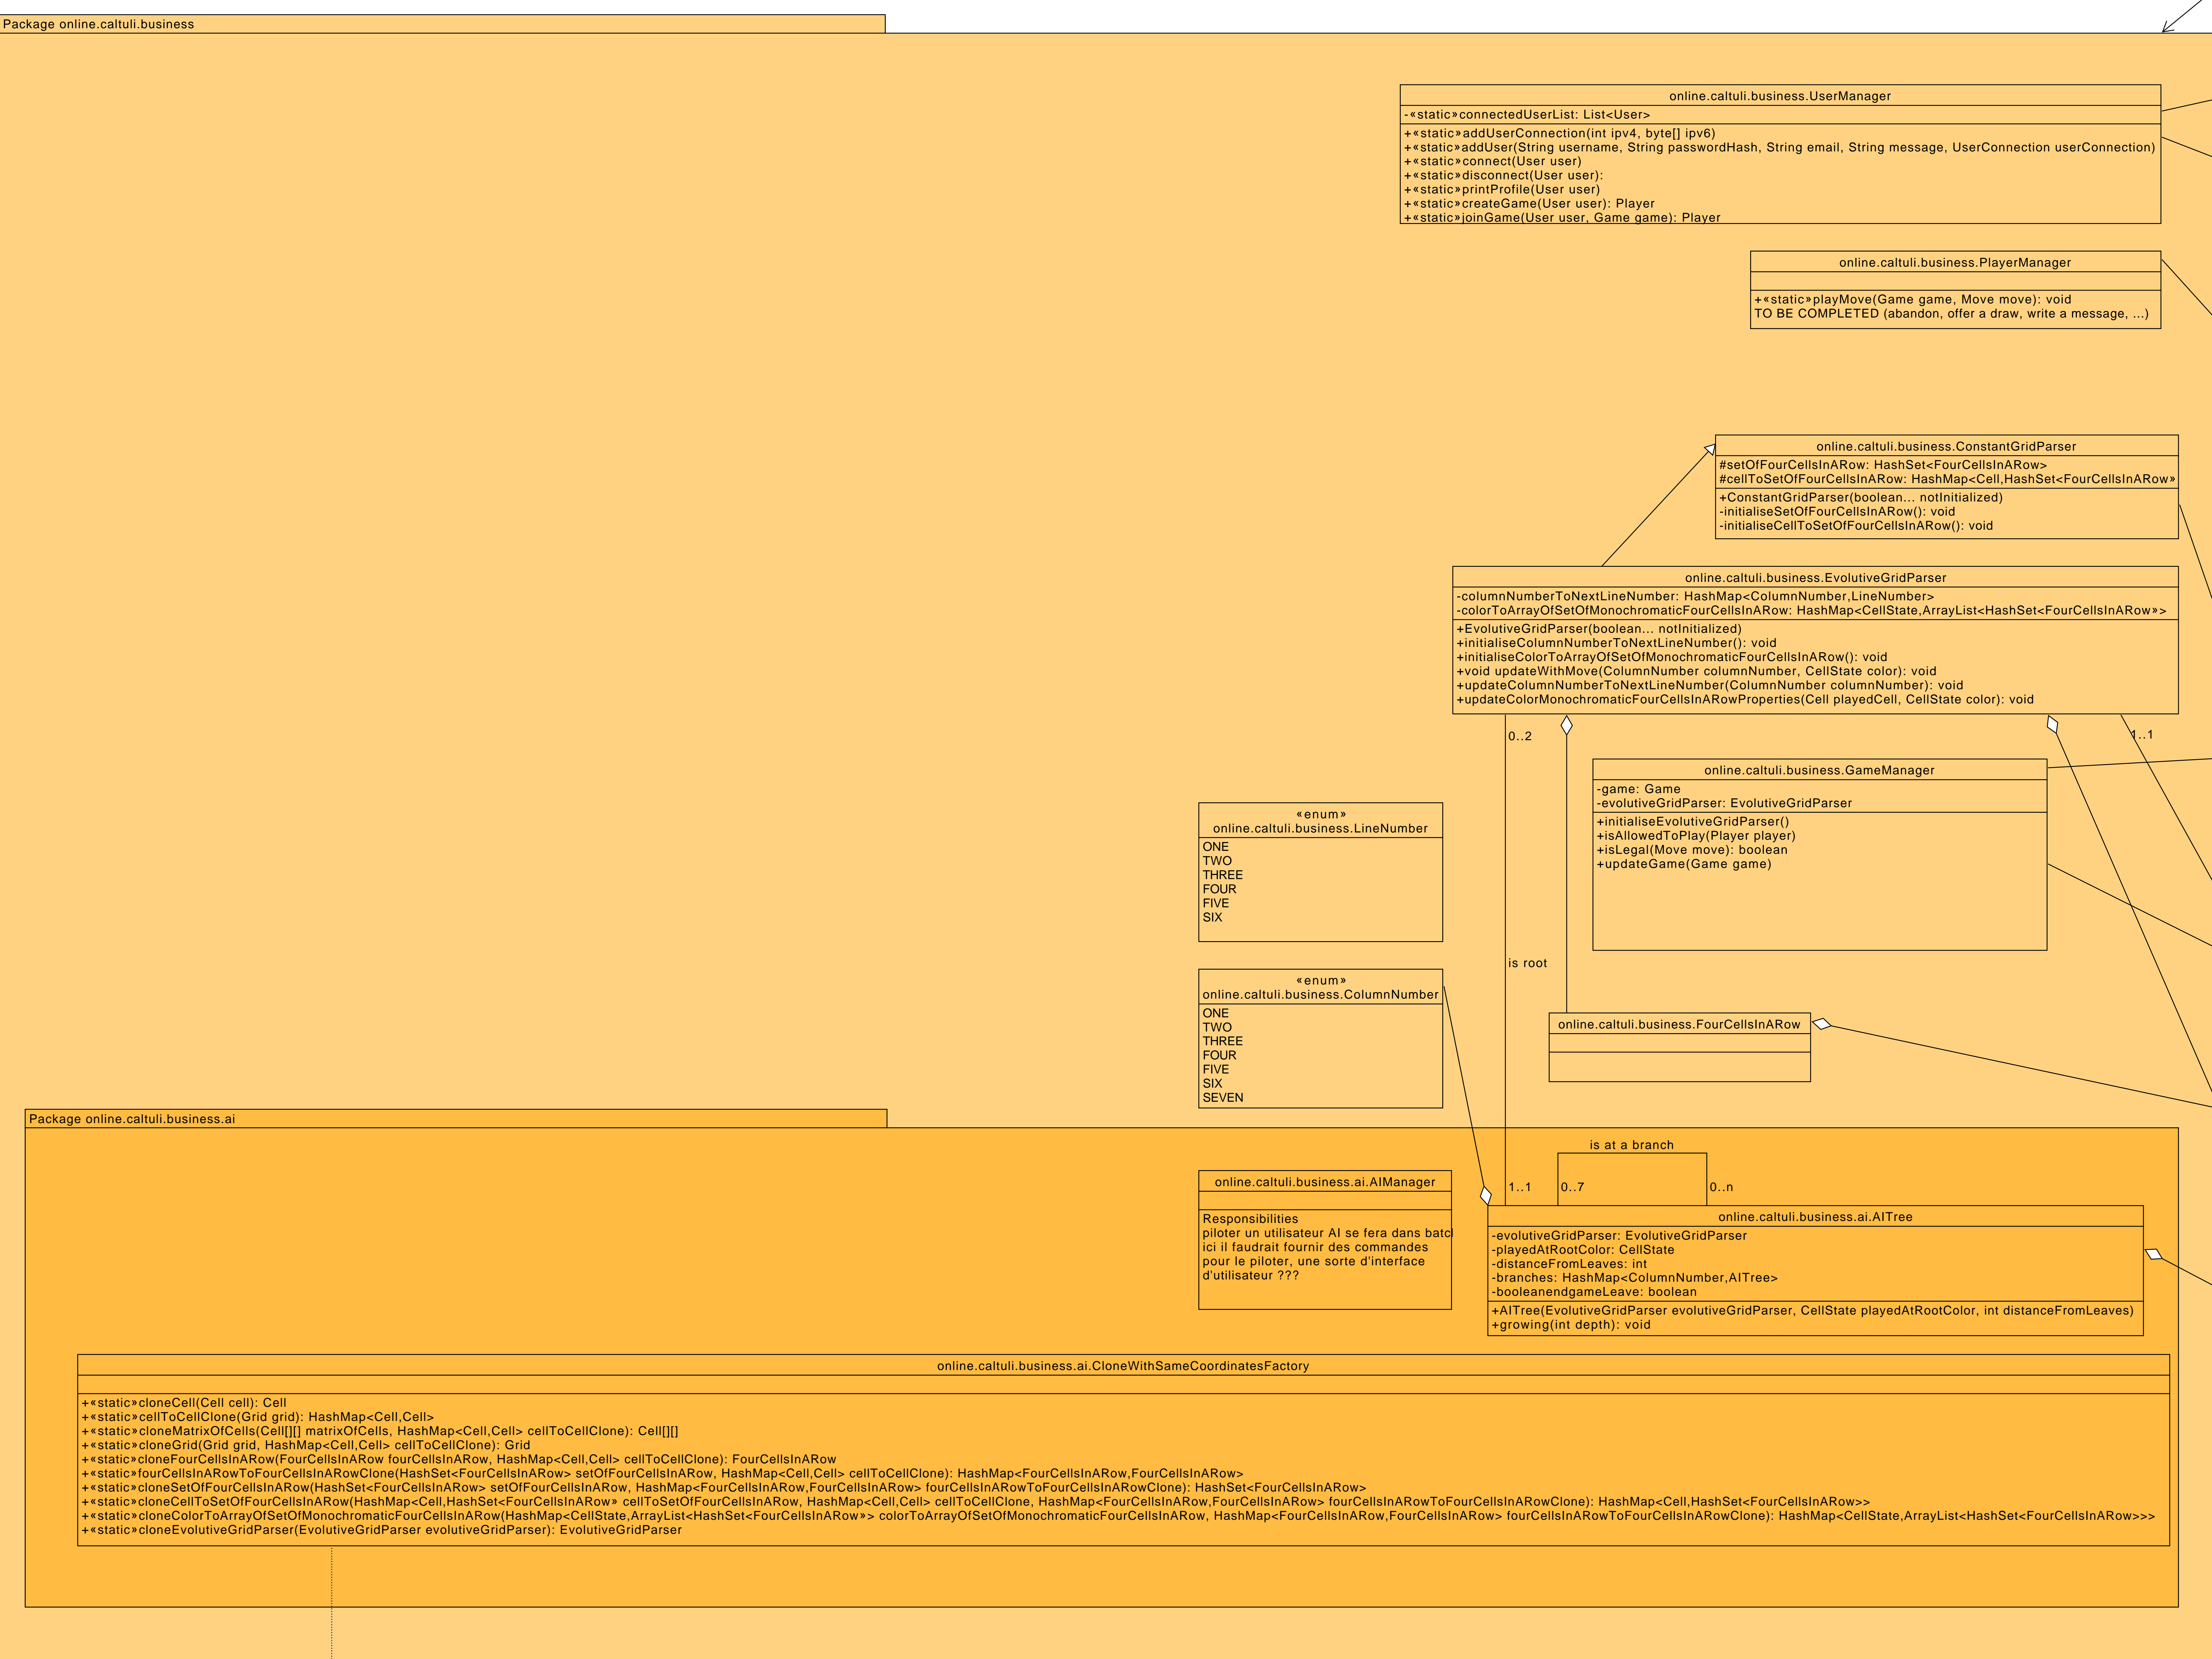 Package online.caltuli.business
online.caltuli.business.UserManager
-«static»connectedUserList: List<User>
+«static»addUserConnection(int ipv4, byte[] ipv6)
+«static»addUser(String username, String passwordHash, String email, String message, UserConnection userConnection)
+«static»connect(User user)
+«static»disconnect(User user):
+«static»printProfile(User user)
+«static»createGame(User user): Player
+«static»joinGame(User user, Game game): Player
online.caltuli.business.PlayerManager
+«static»playMove(Game game, Move move): void
TO BE COMPLETED (abandon, offer a draw, write a message, ...)
online.caltuli.business.ConstantGridParser
#setOfFourCellsInARow: HashSet<FourCellsInARow>
#cellToSetOfFourCellsInARow: HashMap<Cell,HashSet<FourCellsInARow»
+ConstantGridParser(boolean... notInitialized)
-initialiseSetOfFourCellsInARow(): void
-initialiseCellToSetOfFourCellsInARow(): void
online.caltuli.business.EvolutiveGridParser
-columnNumberToNextLineNumber: HashMap<ColumnNumber,LineNumber>
-colorToArrayOfSetOfMonochromaticFourCellsInARow: HashMap<CellState,ArrayList<HashSet<FourCellsInARow»>
+EvolutiveGridParser(boolean... notInitialized)
+initialiseColumnNumberToNextLineNumber(): void
+initialiseColorToArrayOfSetOfMonochromaticFourCellsInARow(): void
+void updateWithMove(ColumnNumber columnNumber, CellState color): void
+updateColumnNumberToNextLineNumber(ColumnNumber columnNumber): void
+updateColorMonochromaticFourCellsInARowProperties(Cell playedCell, CellState color): void
0..2
1..1
online.caltuli.business.GameManager
-game: Game
-evolutiveGridParser: EvolutiveGridParser
+initialiseEvolutiveGridParser()
+isAllowedToPlay(Player player)
+isLegal(Move move): boolean
+updateGame(Game game)
«enum»
online.caltuli.business.LineNumber
ONE
TWO
THREE
FOUR
FIVE
SIX
is root
«enum»
online.caltuli.business.ColumnNumber
ONE
TWO
THREE
FOUR
FIVE
SIX
SEVEN
online.caltuli.business.FourCellsInARow
Package online.caltuli.business.ai
is at a branch
1..1
0..7
0..n
online.caltuli.business.ai.AIManager
Responsibilities
piloter un utilisateur AI se fera dans batcl
ici il faudrait fournir des commandes
pour le piloter, une sorte d'interface
d'utilisateur ???
online.caltuli.business.ai.AITree
-evolutiveGridParser: EvolutiveGridParser
-playedAtRootColor: CellState
-distanceFromLeaves: int
-branches: HashMap<ColumnNumber,AITree>
-booleanendgameLeave: boolean
+AITree(EvolutiveGridParser evolutiveGridParser, CellState playedAtRootColor, int distanceFromLeaves)
+growing(int depth): void
online.caltuli.business.ai.CloneWithSameCoordinatesFactory
+«static»cloneCell(Cell cell): Cell
+«static»cellToCellClone(Grid grid): HashMap<Cell,Cell>
+«static»cloneMatrixOfCells(Cell[][] matrixOfCells, HashMap<Cell,Cell> cellToCellClone): Cell[][]
+«static»cloneGrid(Grid grid, HashMap<Cell,Cell> cellToCellClone): Grid
+«static»cloneFourCellsInARow(FourCellsInARow fourCellsInARow, HashMap<Cell,Cell> cellToCellClone): FourCellsInARow
+«static»fourCellsInARowToFourCellsInARowClone(HashSet<FourCellsInARow> setOfFourCellsInARow, HashMap<Cell,Cell> cellToCellClone): HashMap<FourCellsInARow,FourCellsInARow>
+«static»cloneSetOfFourCellsInARow(HashSet<FourCellsInARow> setOfFourCellsInARow, HashMap<FourCellsInARow,FourCellsInARow> fourCellsInARowToFourCellsInARowClone): HashSet<FourCellsInARow>
+«static»cloneCellToSetOfFourCellsInARow(HashMap<Cell,HashSet<FourCellsInARow» cellToSetOfFourCellsInARow, HashMap<Cell,Cell> cellToCellClone, HashMap<FourCellsInARow,FourCellsInARow> fourCellsInARowToFourCellsInARowClone): HashMap<Cell,HashSet<FourCellsInARow>>
+«static»cloneColorToArrayOfSetOfMonochromaticFourCellsInARow(HashMap<CellState,ArrayList<HashSet<FourCellsInARow»> colorToArrayOfSetOfMonochromaticFourCellsInARow, HashMap<FourCellsInARow,FourCellsInARow> fourCellsInARowToFourCellsInARowClone): HashMap<CellState,ArrayList<HashSet<FourCellsInARow>>>
+«static»cloneEvolutiveGridParser(EvolutiveGridParser evolutiveGridParser): EvolutiveGridParser